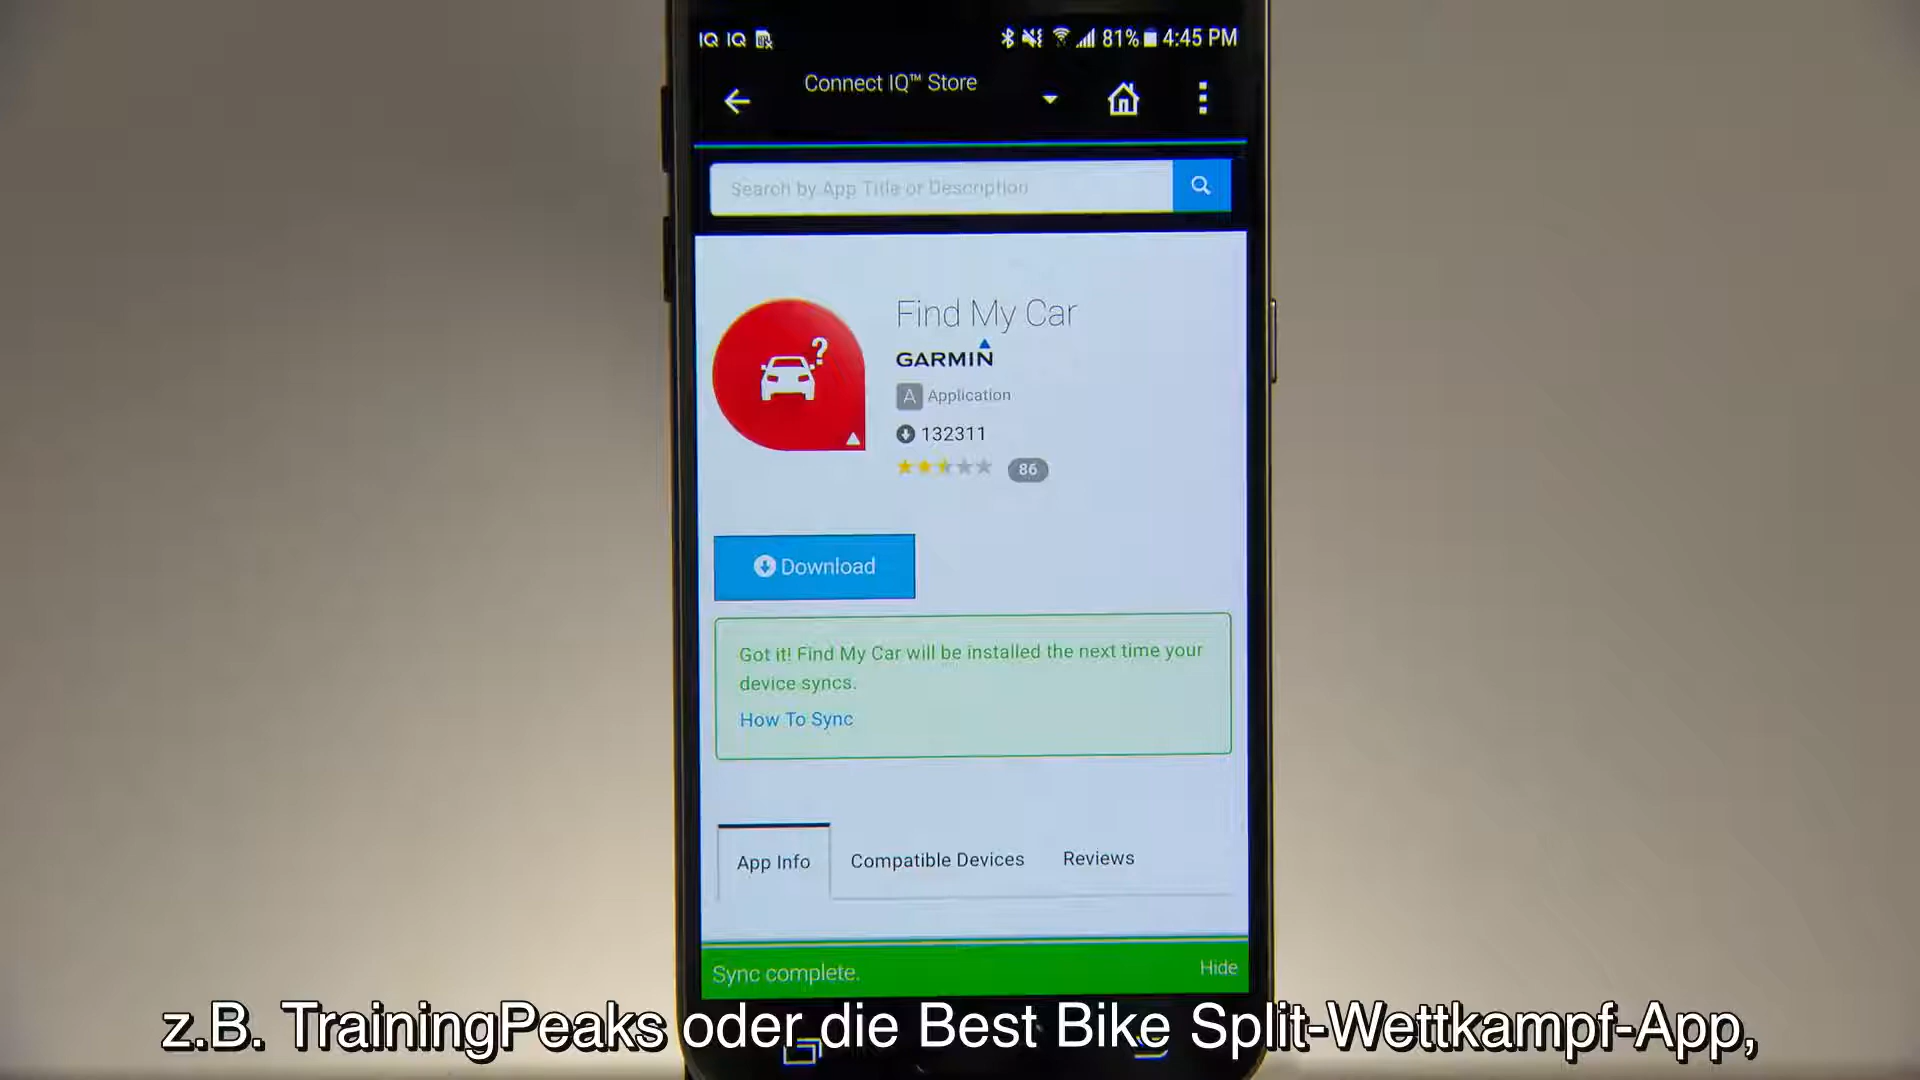 IQ IQ 81% 4:45 PM
Connect IQ™ Store
Search by App Title or Description
Find My Car
GARMIN
A Application
132311
86
Download
Got it! Find My Car will be installed the next time your
device syncs.
How To Sync
App Info Compatible Devices Reviews
Sync complete. Hide
z.B. TrainingPeaks oder die Best Bike Split-Wettkampf-App,